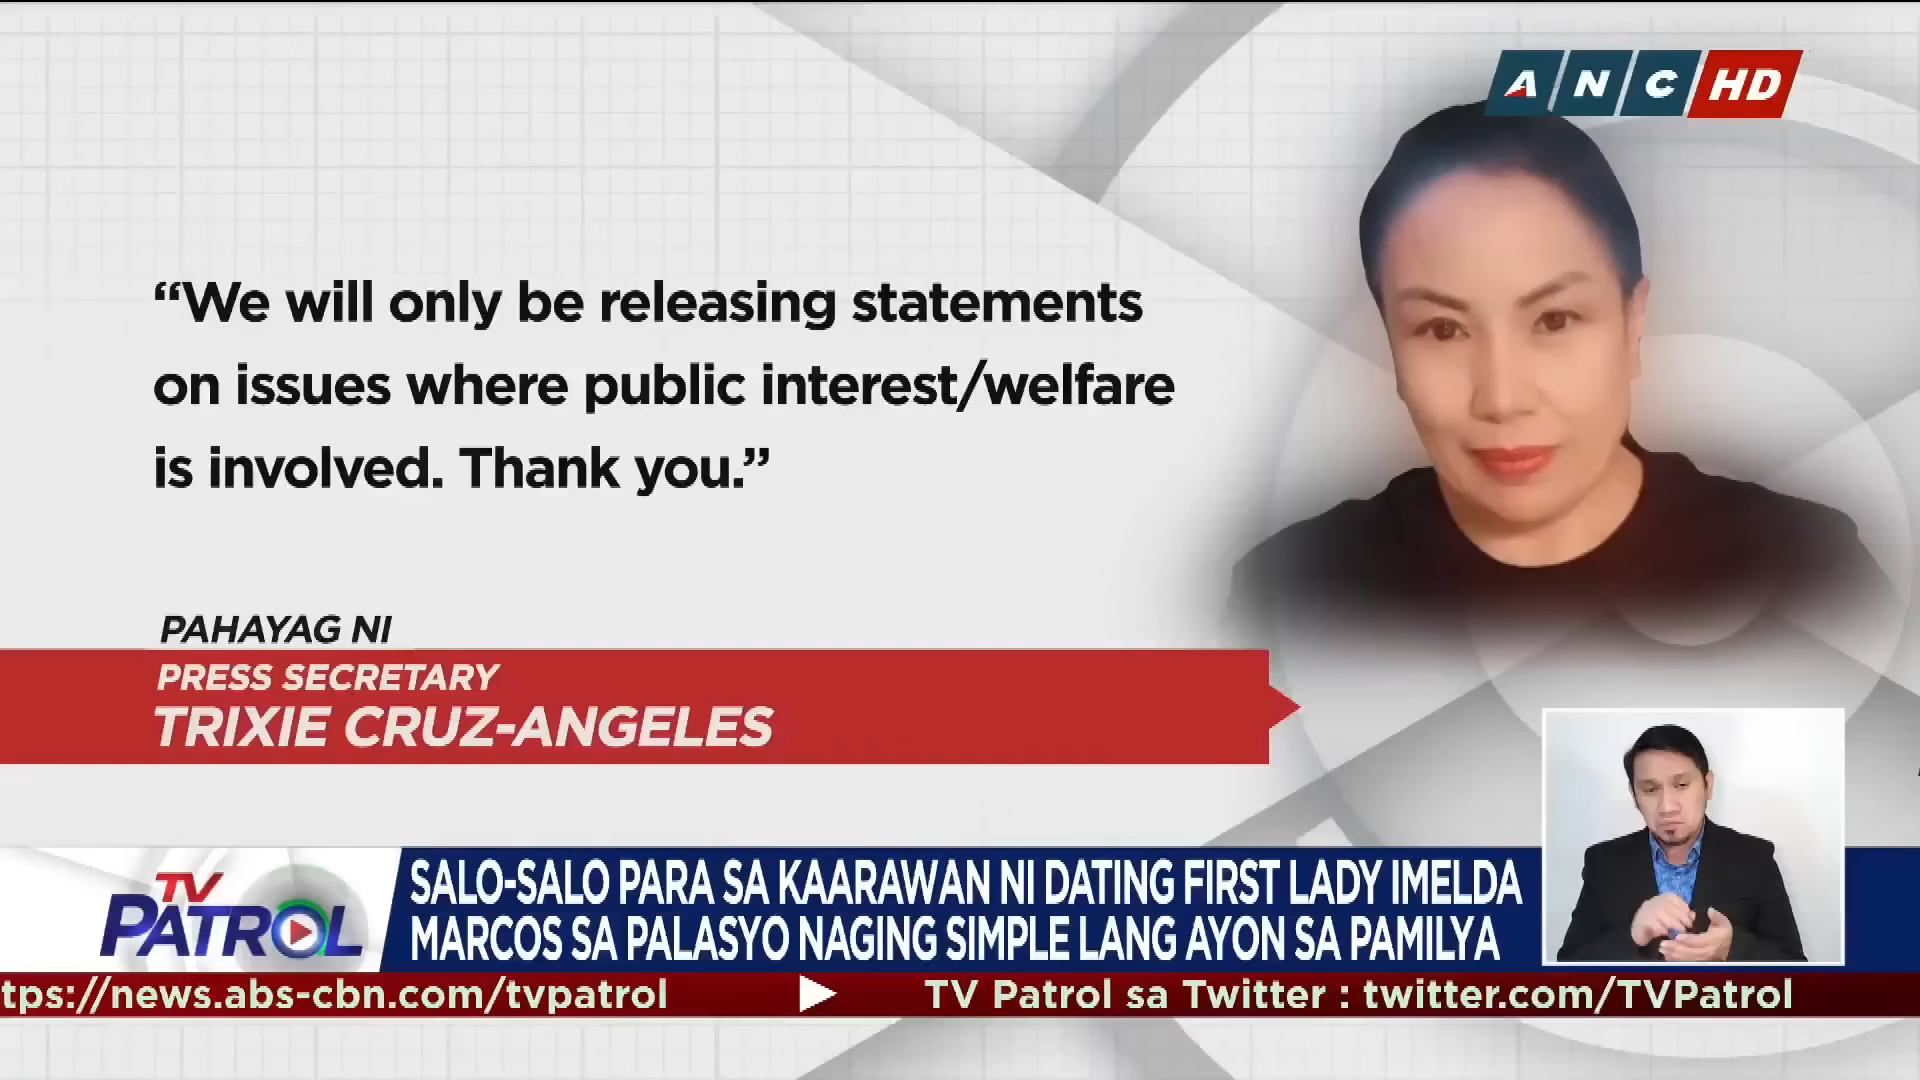 ANC HD
“We will only be releasing statements
on issues where public interest/welfare
is involved. Thank you.”
PAHAYAG NI
PRESS SECRETARY
TRIXIE CRUZ-ANGELES
TV
PATROL
SALO-SALO PARA SA KAARAWAN NI DATING FIRST LADY IMELDA
MARCOS SA PALASYO NAGING SIMPLE LANG AYON SA PAMILYA
tps://news.abs-cbn.com/tvpatrol
TV Patrol sa Twitter : twitter.com/TVPatrol